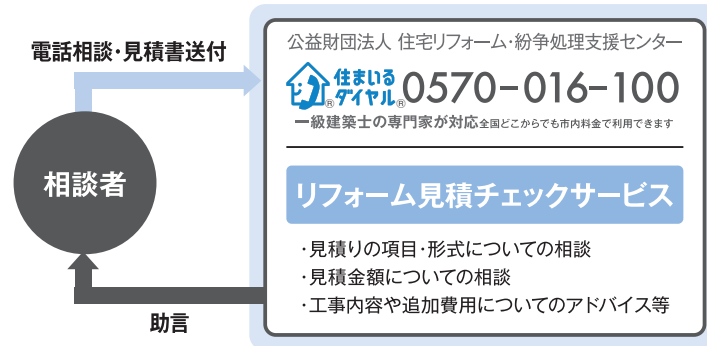 電話相談・見積書送付
相談者
助言
公益財団法人 住宅リフォーム・紛争処理支援センター
住まいる
ダイヤル
®
®
0570-016-100
一級建築士の専門家が対応 全国どこからでも市内料金で利用できます
リフォーム見積チェックサービス
・見積りの項目・形式についての相談
・見積金額についての相談
・工事内容や追加費用についてのアドバイス等